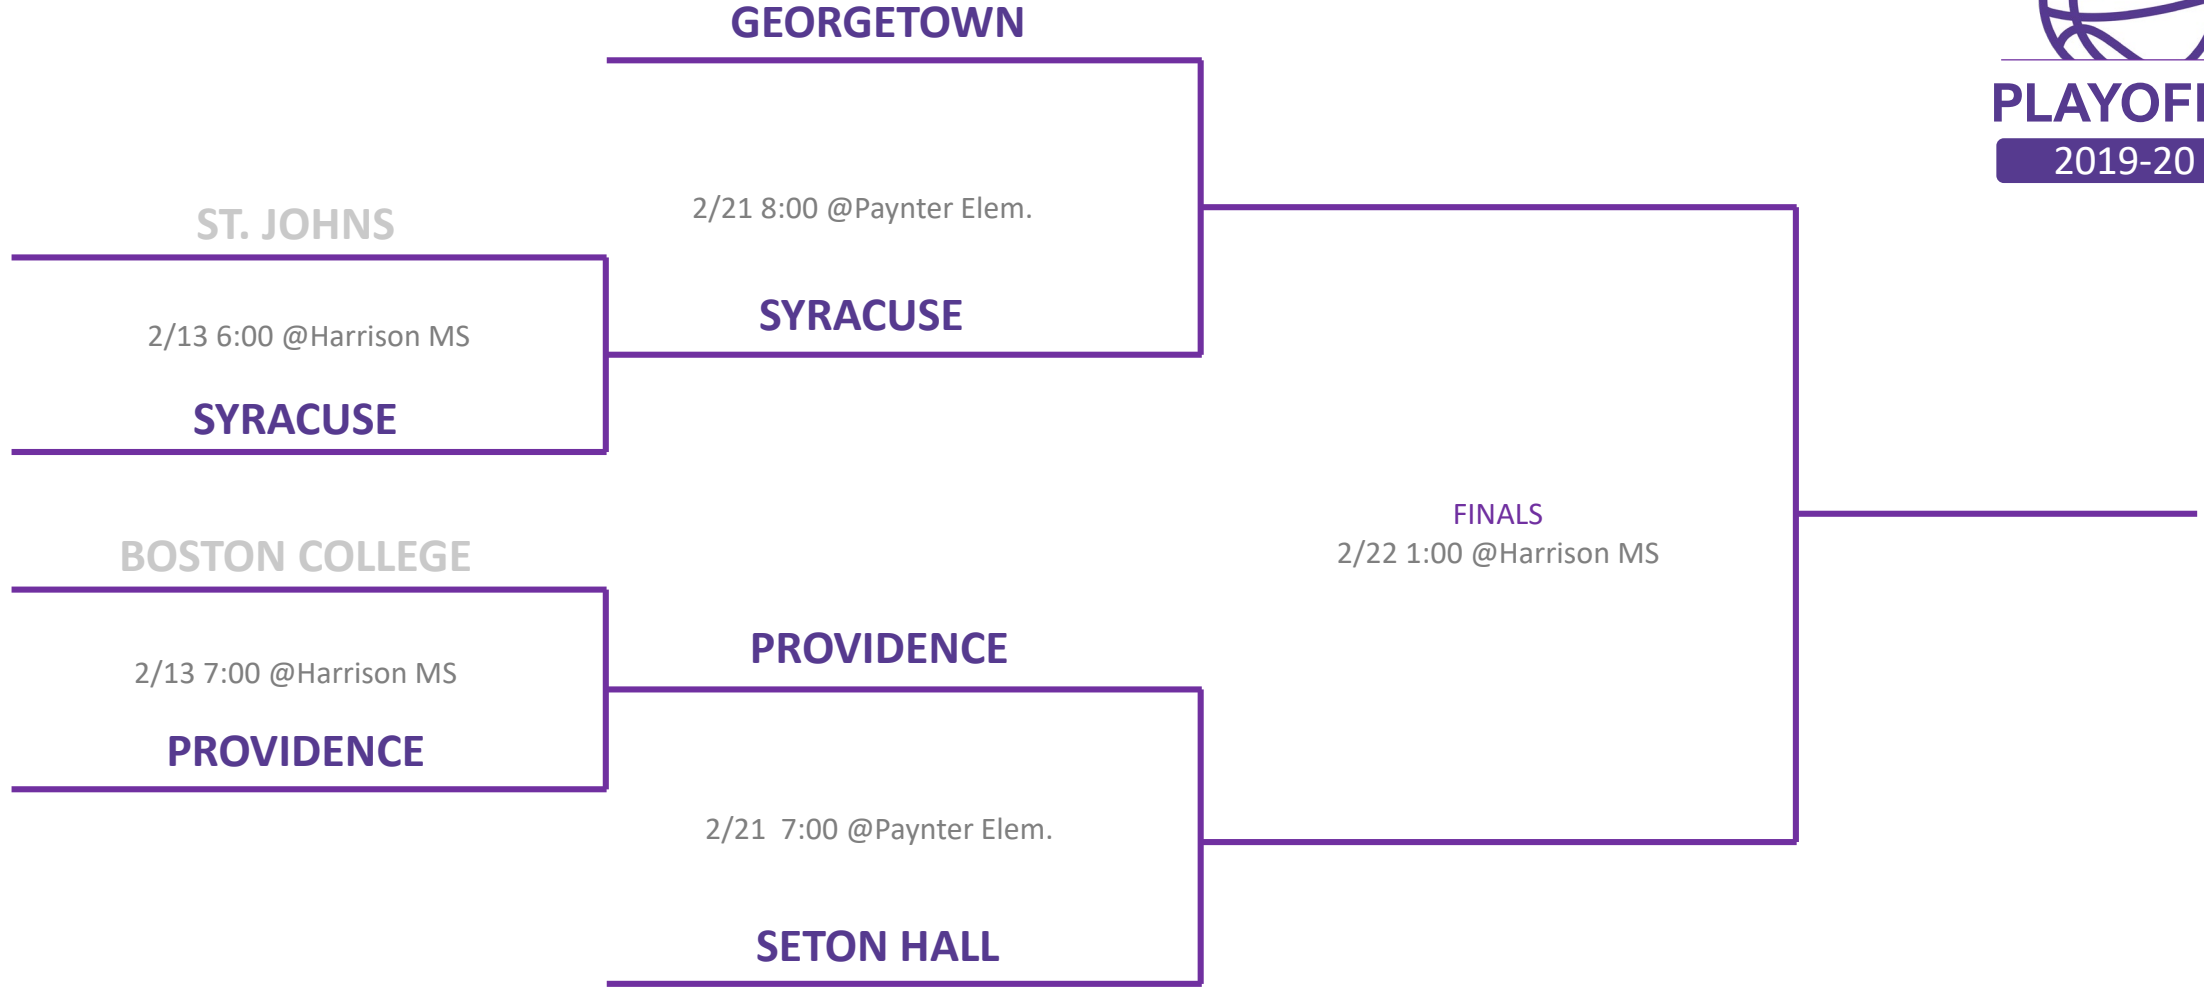 GEORGETOWN
PLAYOFF
2019-20
2/21 8:00 @Paynter Elem.
ST. JOHNS
SYRACUSE
2/13 6:00 @Harrison MS
SYRACUSE
FINALS
2/22 1:00 @Harrison MS
BOSTON COLLEGE
PROVIDENCE
2/13 7:00 @Harrison MS
PROVIDENCE
2/21  7:00 @Paynter Elem.
SETON HALL